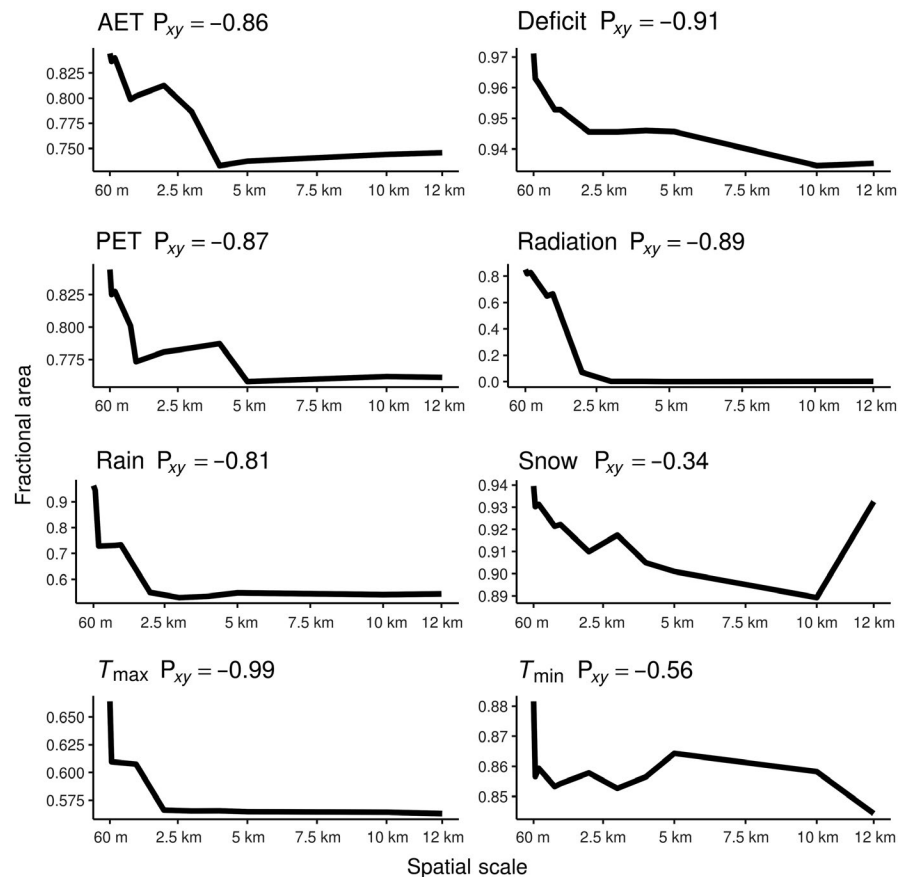 AET Pxy = −0.86
0.825
0.800
0.775
0.750
60 m 2.5 km 5 km 7.5 km 10 km 12 km
Deficit Pxy = −0.91
0.97
0.96
0.95
0.94
60 m 2.5 km 5 km 7.5 km 10 km 12 km
PET Pxy = −0.87
0.825
0.800
0.775
60 m 2.5 km 5 km 7.5 km 10 km 12 km
Radiation Pxy = −0.89
0.8
0.6
0.4
0.2
0.0
60 m 2.5 km 5 km 7.5 km 10 km 12 km
Fractional area
Rain Pxy = −0.81
0.9
0.8
0.7
0.6
60 m 2.5 km 5 km 7.5 km 10 km 12 km
Snow Pxy = −0.34
0.94
0.93
0.92
0.91
0.90
0.89
60 m 2.5 km 5 km 7.5 km 10 km 12 km
Tmax Pxy = −0.99
0.650
0.625
0.600
0.575
60 m 2.5 km 5 km 7.5 km 10 km 12 km
Tmin Pxy = −0.56
0.88
0.87
0.86
0.85
60 m 2.5 km 5 km 7.5 km 10 km 12 km
Spatial scale